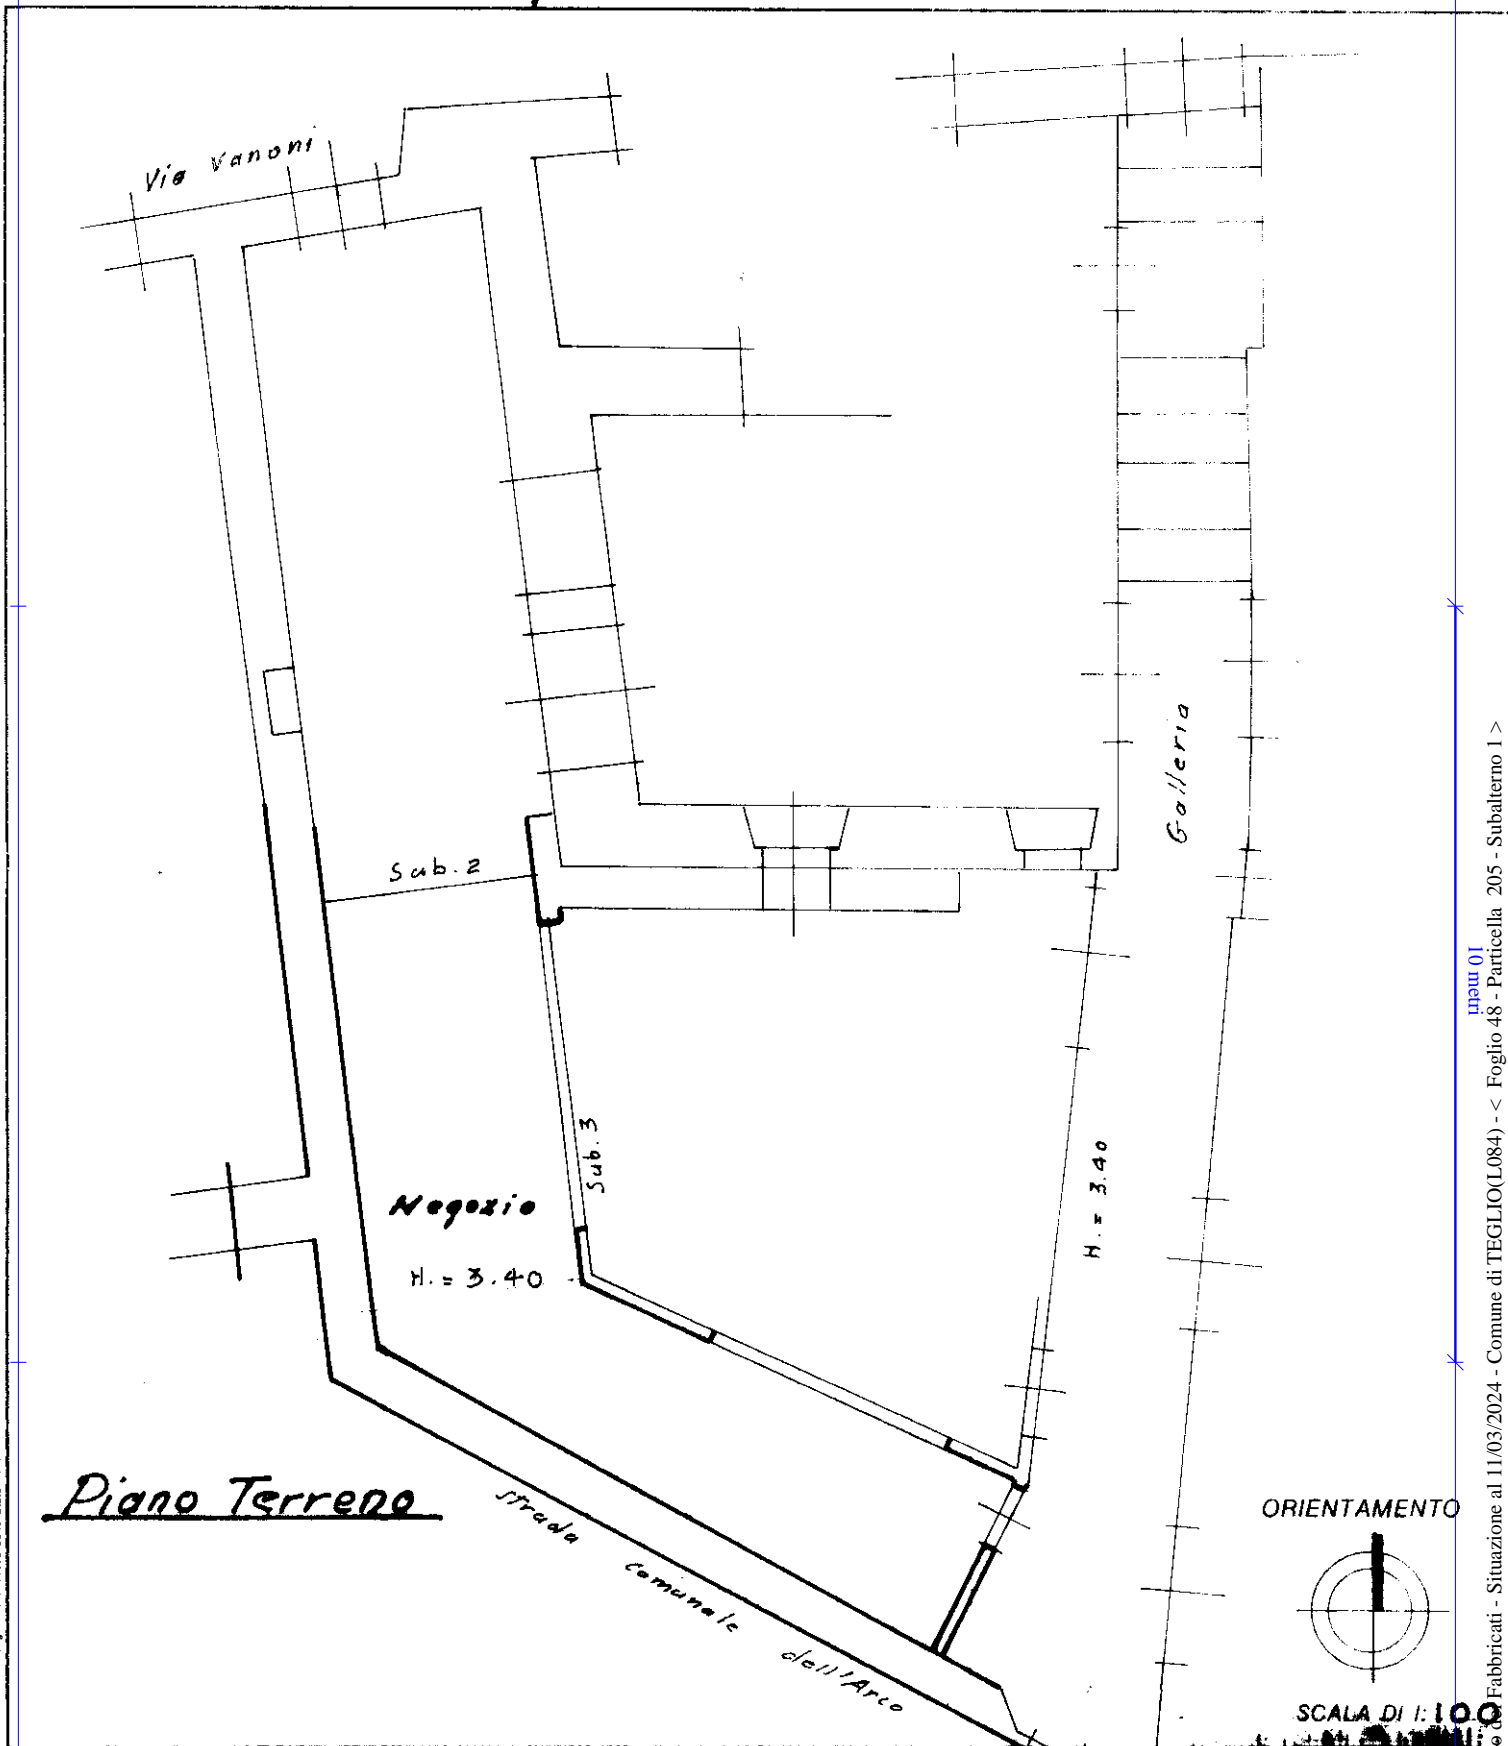 Via Vanoni
Galleria
Sub. 2
Sub. 3
H. = 3.40
Negozio
H. = 3.40
Piano Terreno
strada comunale dell'Arco
ORIENTAMENTO
SCALA DI 1: 100
10 metri
Fabbricati - Situazione al 11/03/2024 - Comune di TEGLIO(L084) - < Foglio 48 - Particella 205 - Subalterno 1 >